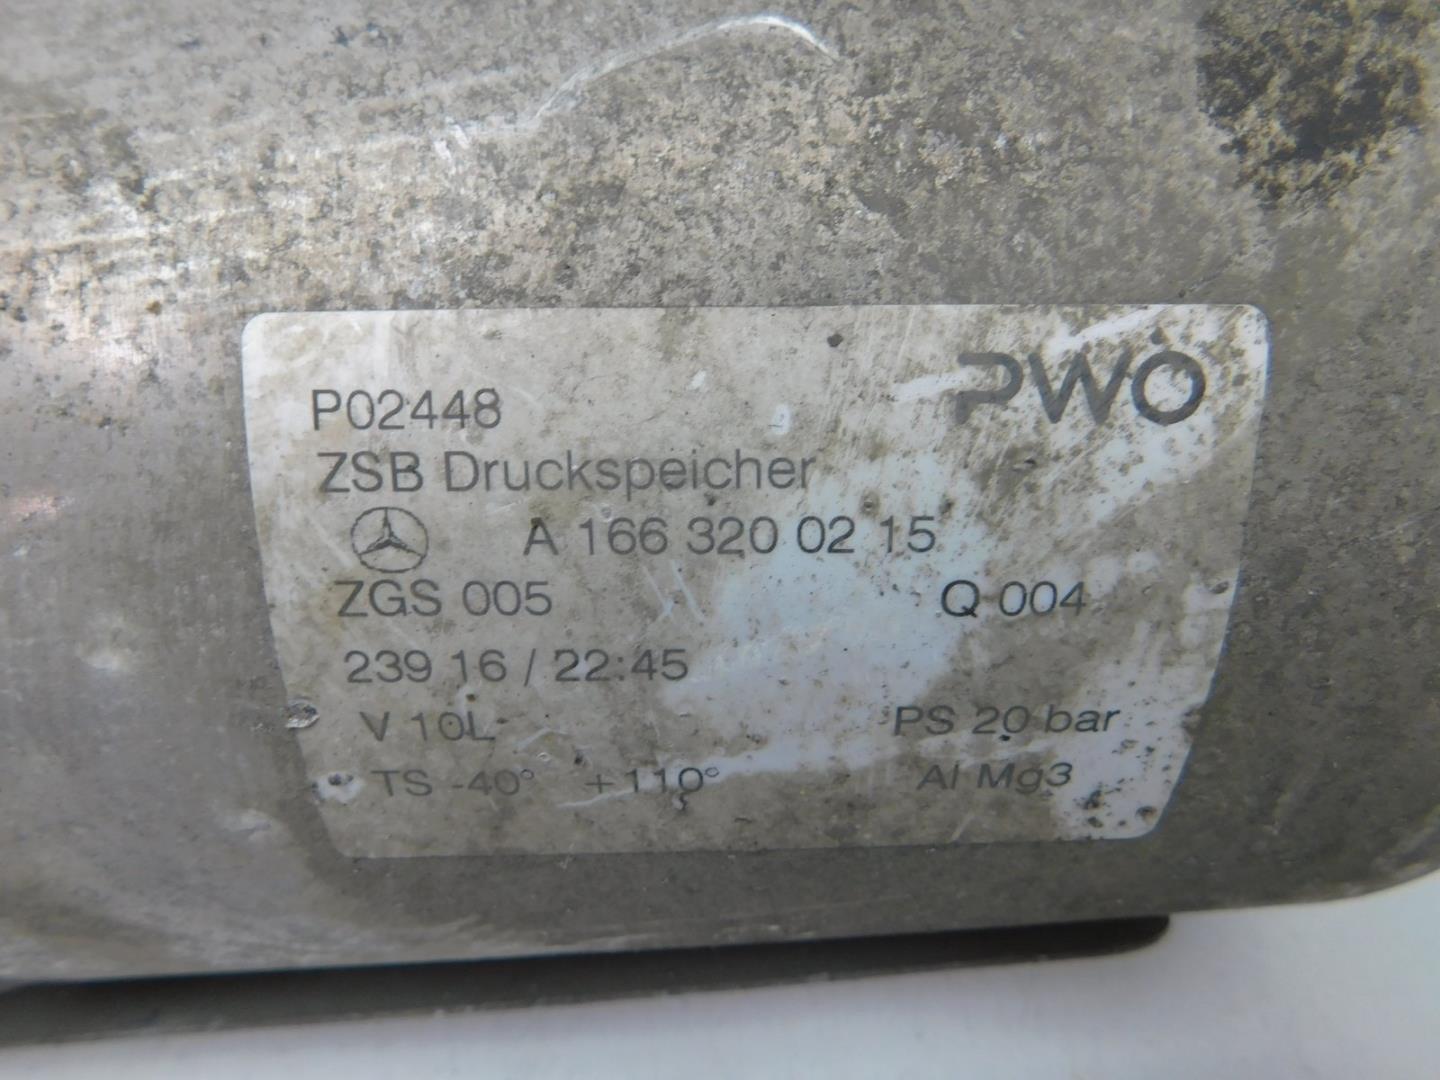 PWO
P02448
ZSB Druckspeicher
A 166 320 02 15
ZGS 005 Q 004
239 16 / 22:45
V 10L PS 20 bar
TS -40° +110° Al Mg3